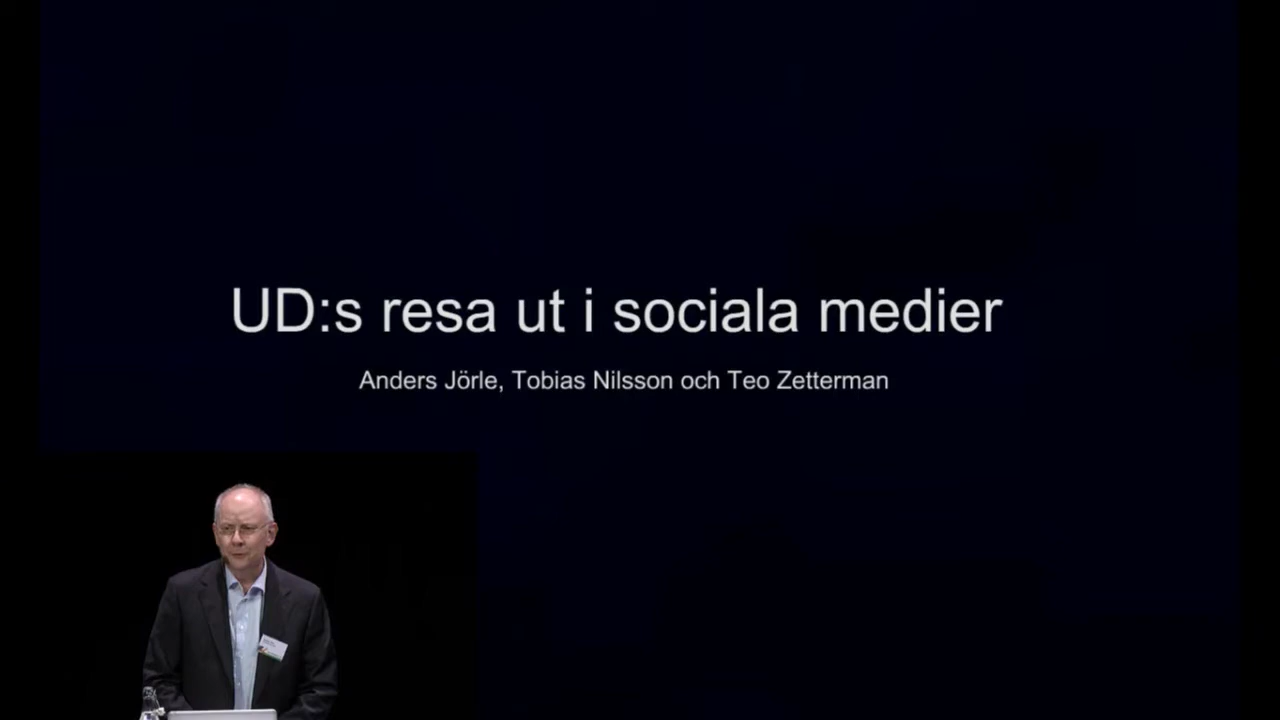 UD:s resa ut i sociala medier
Anders Jörle, Tobias Nilsson och Teo Zetterman